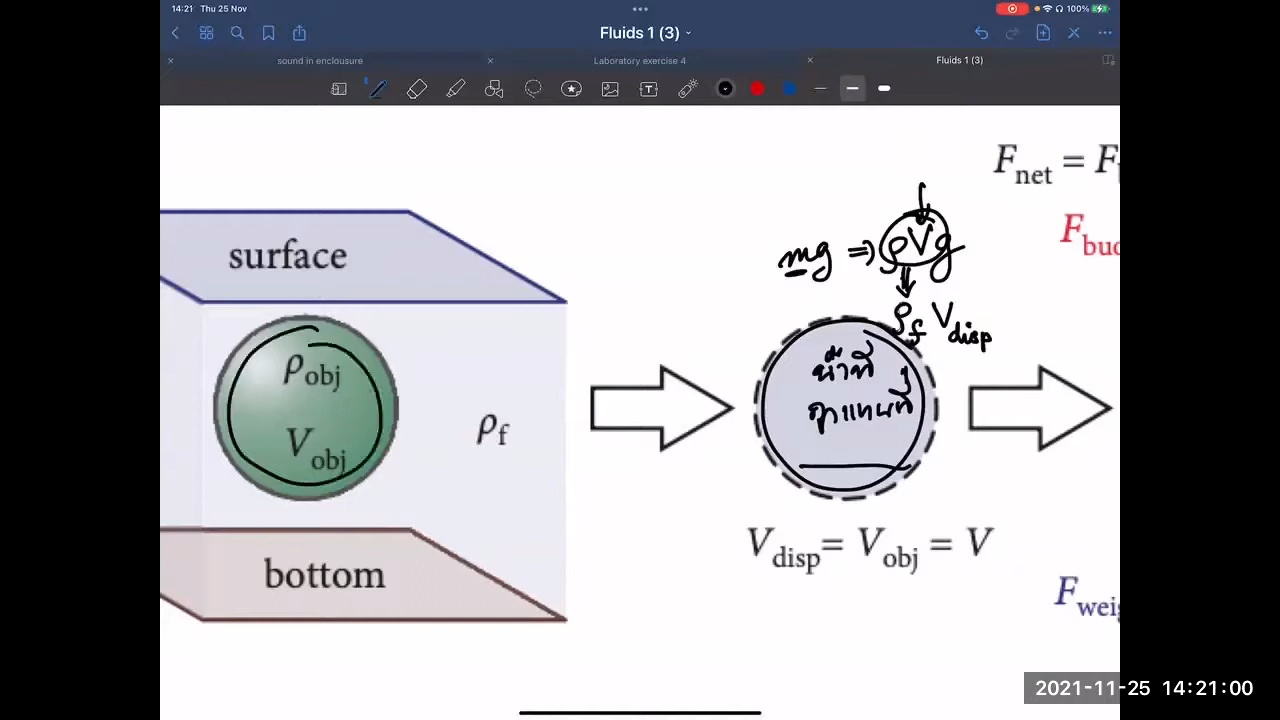 14:21 Thu 25 Nov
100%
Fluids 1 (3)
sound in enclousure
Laboratory exercise 4
Fluids 1 (3)
F_net = F
F_buo
mg ⇒ ρVg
ρ_f V_disp
surface
ρ_obj
V_obj
ρ_f
น้ำที่
ถูกแทนที่
V_disp = V_obj = V
bottom
F_weig
2021-11-25 14:21:00